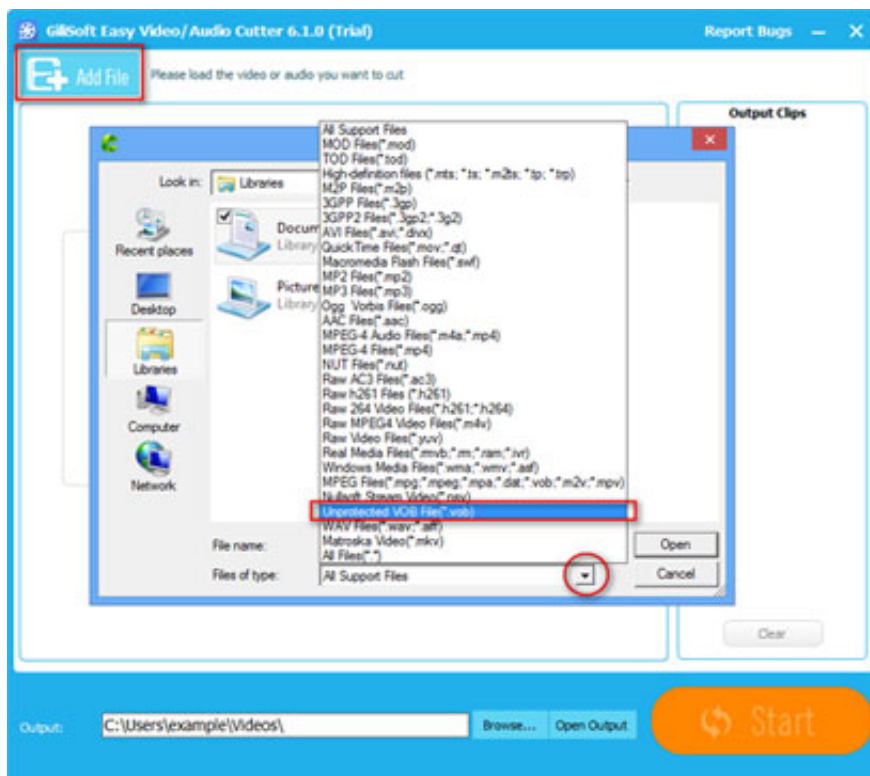 GiliSoft Easy Video/Audio Cutter 6.1.0 (Trial)
Report Bugs
Add File
Please load the video or audio you want to cut
Output Clips
Look in:
Libraries
Recent places
Desktop
Libraries
Computer
Network
Docum
Library
Picture
Library
All Support Files
MOD Files(*.mod)
TOD Files(*.tod)
High-definition files (*.mts; *.ts; *.m2ts; *.tp; *.trp)
M2P Files(*.m2p)
3GPP Files(*.3gp)
3GPP2 Files(*.3gp2;*.3g2)
AVI Files(*.avi;*.divx)
QuickTime Files(*.mov;*.qt)
Macromedia Flash Files(*.swf)
MP2 Files(*.mp2)
MP3 Files(*.mp3)
Ogg Vorbis Files(*.ogg)
AAC Files(*.aac)
MPEG-4 Audio Files(*.m4a;*.mp4)
MPEG-4 Files(*.mp4)
NUT Files(*.nut)
Raw AC3 Files(*.ac3)
Raw h261 Files (*.h261)
Raw 264 Video Files(*.h261;*.h264)
Raw MPEG4 Video Files(*.m4v)
Raw Video Files(*.yuv)
Real Media Files(*.rmvb;*.rm;*.ram;*.ivr)
Windows Media Files(*.wma;*.wmv;*.asf)
MPEG Files(*.mpg;*.mpeg;*.mpa;*.dat;*.vob;*.m2v;*.mpv)
Nullsoft Stream Video(*.nsv)
Unprotected VOB File(*.vob)
WAV Files(*.wav;*.aiff)
Matroska Video(*.mkv)
All Files(*.*)
File name:
Open
Files of type:
All Support Files
Cancel
Clear
Output:
C:\Users\example\Videos\
Browse...
Open Output
Start